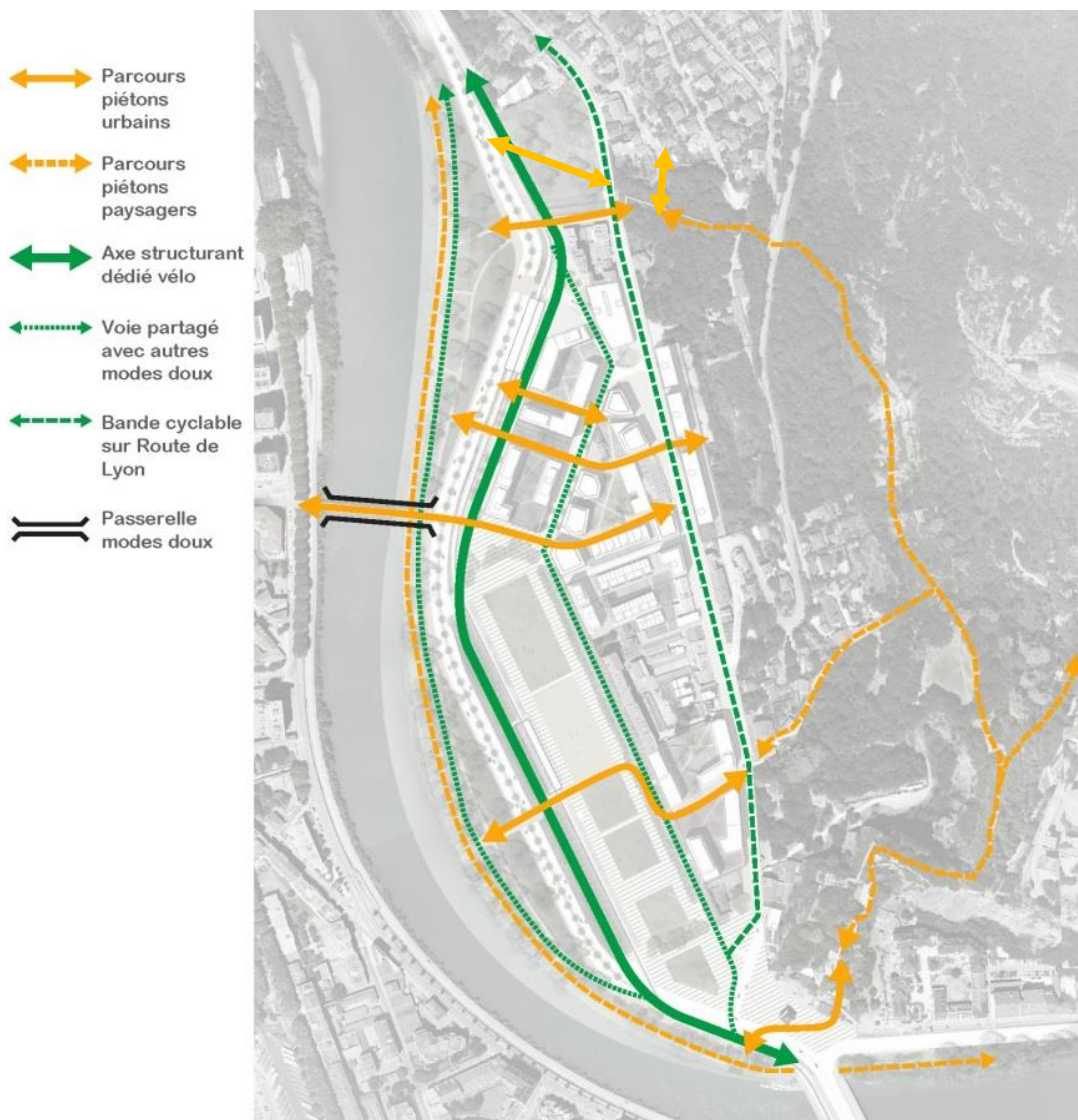 Parcours
piétons
urbains
Parcours
piétons
paysagers
Axe structurant
dédié vélo
Voie partagé
avec autres
modes doux
Bande cyclable
sur Route de
Lyon
Passerelle
modes doux